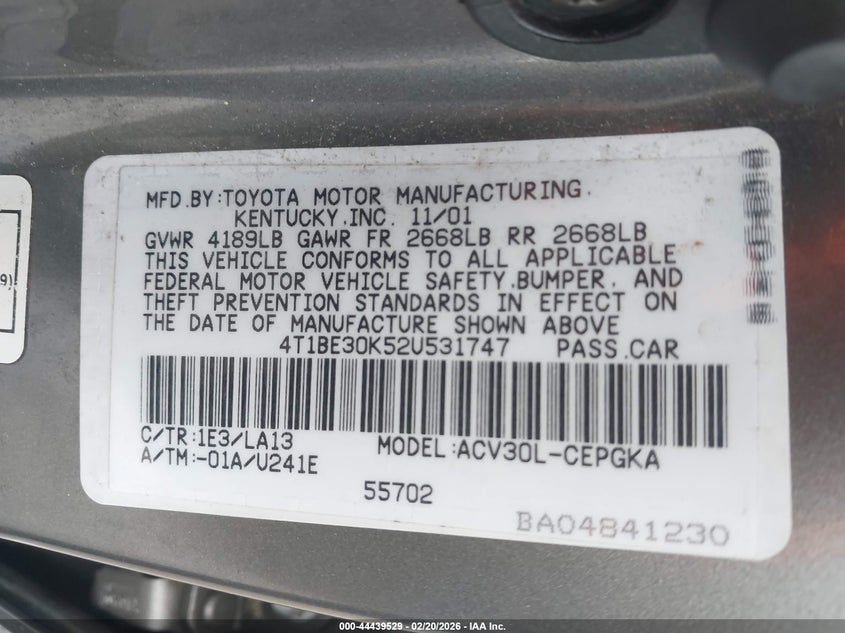 MFD.BY:TOYOTA MOTOR MANUFACTURING.
KENTUCKY.INC. 11/01
GVWR 4189LB GAWR FR 2668LB RR 2668LB
THIS VEHICLE CONFORMS TO ALL APPLICABLE
FEDERAL MOTOR VEHICLE SAFETY.BUMPER. AND
THEFT PREVENTION STANDARDS IN EFFECT ON
THE DATE OF MANUFACTURE SHOWN ABOVE
4T1BE30K52U531747 PASS.CAR
C/TR:1E3/LA13 MODEL:ACV30L-CEPGKA
A/TM:-01A/U241E
55702
BA04841230
9)
000-44439529 - 02/20/2026 - IAA Inc.